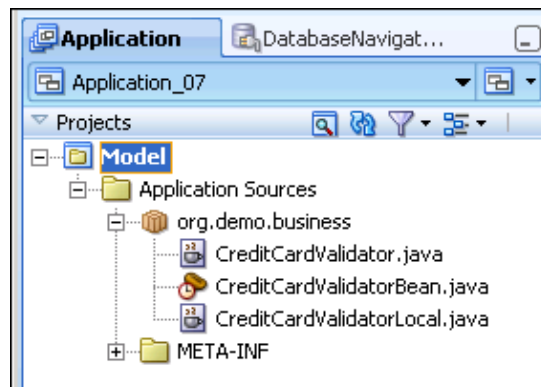 Application
DatabaseNavigat...
Application_07
Projects
Model
Application Sources
org.demo.business
CreditCardValidator.java
CreditCardValidatorBean.java
CreditCardValidatorLocal.java
META-INF